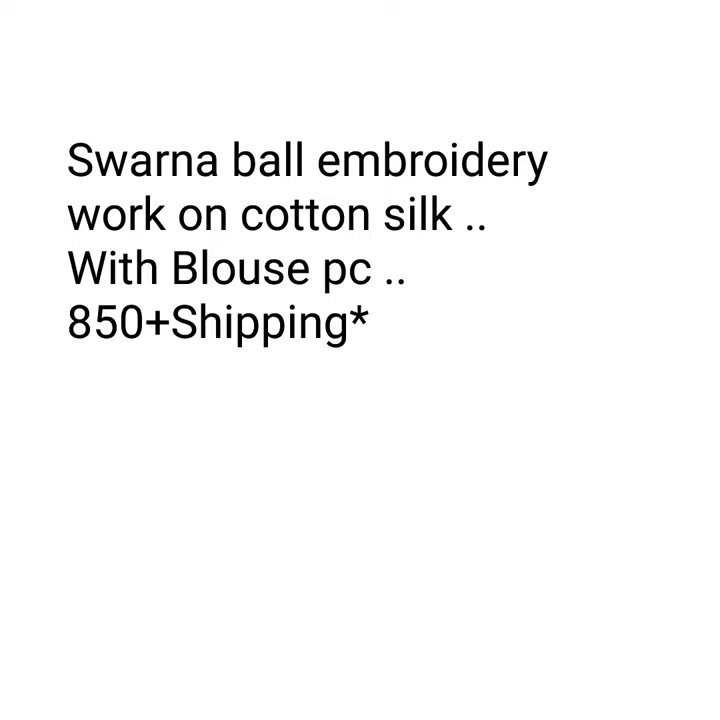 Swarna ball embroidery
work on cotton silk ..
With Blouse pc ..
850+Shipping*